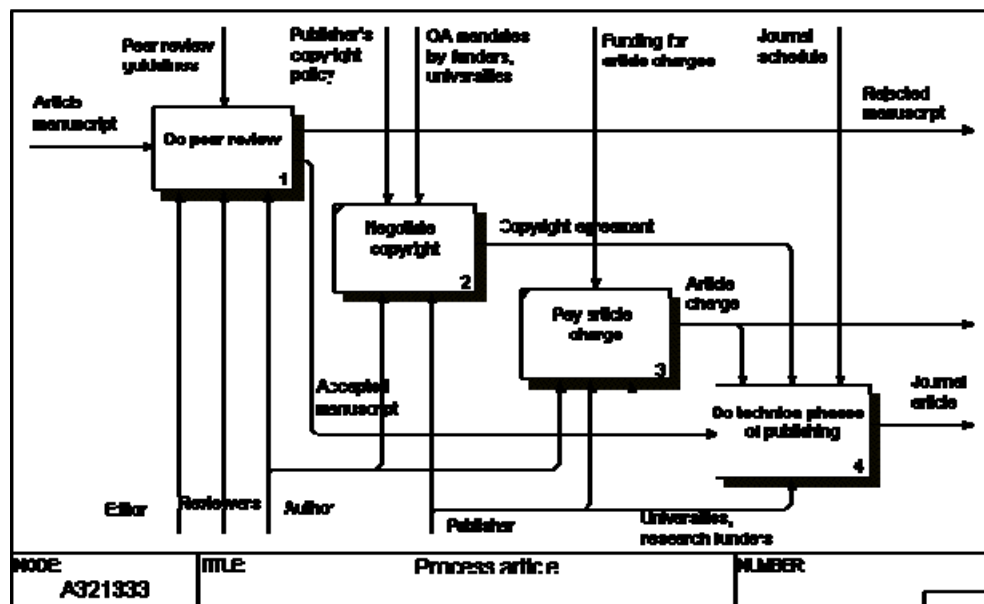 Peer review
guidelines
Publisher's
copyright
policy
OA mandates
by funders,
universities
Funding for
article charges
Journal
schedule
Article
manuscript
Rejected
manuscript
Do peer review
1
Negotiate
copyright
2
Copyright agreement
Pay article
charge
3
Article
charge
Accepted
manuscript
Do technica phases
of publishing
4
Journal
article
Editor
Reviewers
Author
Publisher
Universities,
research funders
NODE:
A321333
TITLE:
Process article
NUMBER: